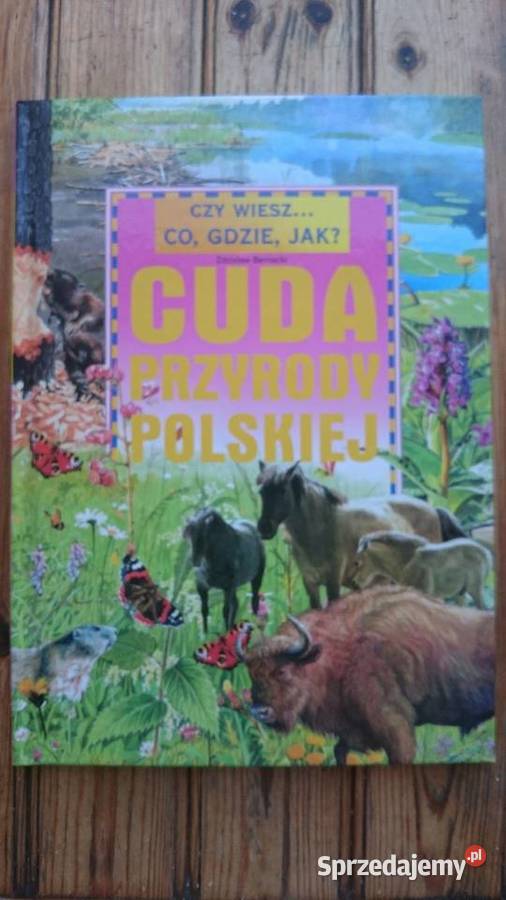 CZY WIESZ...
CO, GDZIE, JAK?
Zdzisław Bernacki
CUDA
PRZYRODY
POLSKIEJ
Sprzedajemy.pl